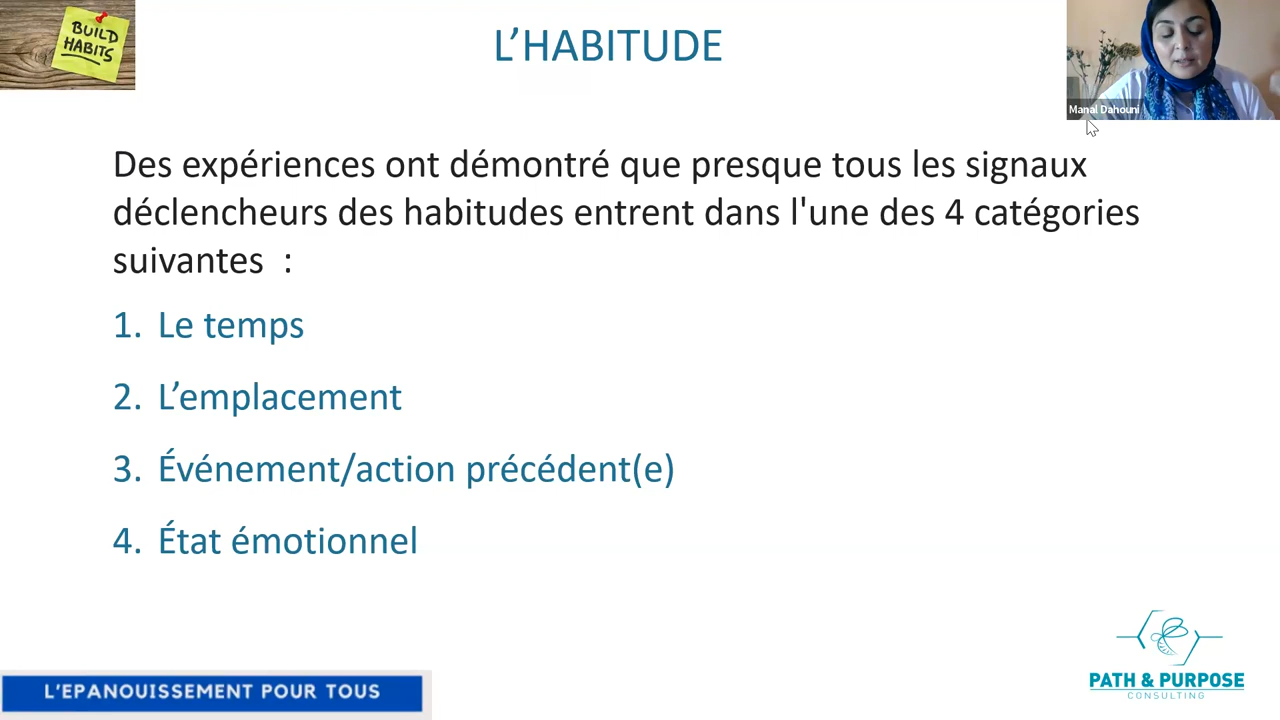 BUILD
HABITS
L’HABITUDE
Manal Dahouni
Des expériences ont démontré que presque tous les signaux
déclencheurs des habitudes entrent dans l'une des 4 catégories
suivantes :
1. Le temps
2. L’emplacement
3. Événement/action précédent(e)
4. État émotionnel
L’EPANOUISSEMENT POUR TOUS
PATH & PURPOSE
CONSULTING